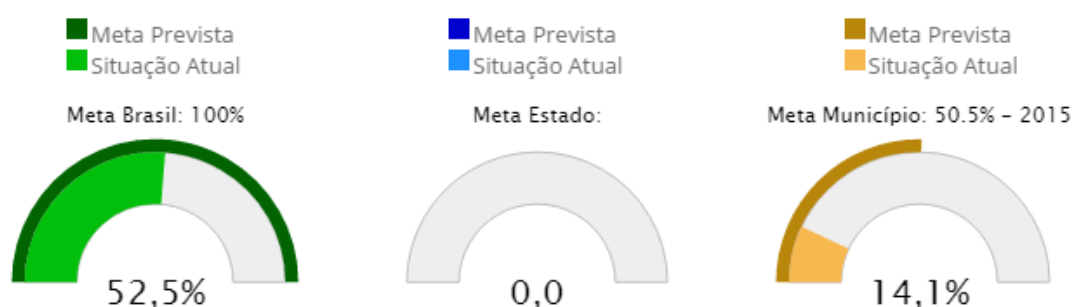 Meta Prevista
Situação Atual
Meta Brasil: 100%
52,5%
Meta Prevista
Situação Atual
Meta Estado:
0,0
Meta Prevista
Situação Atual
Meta Município: 50.5% - 2015
14,1%